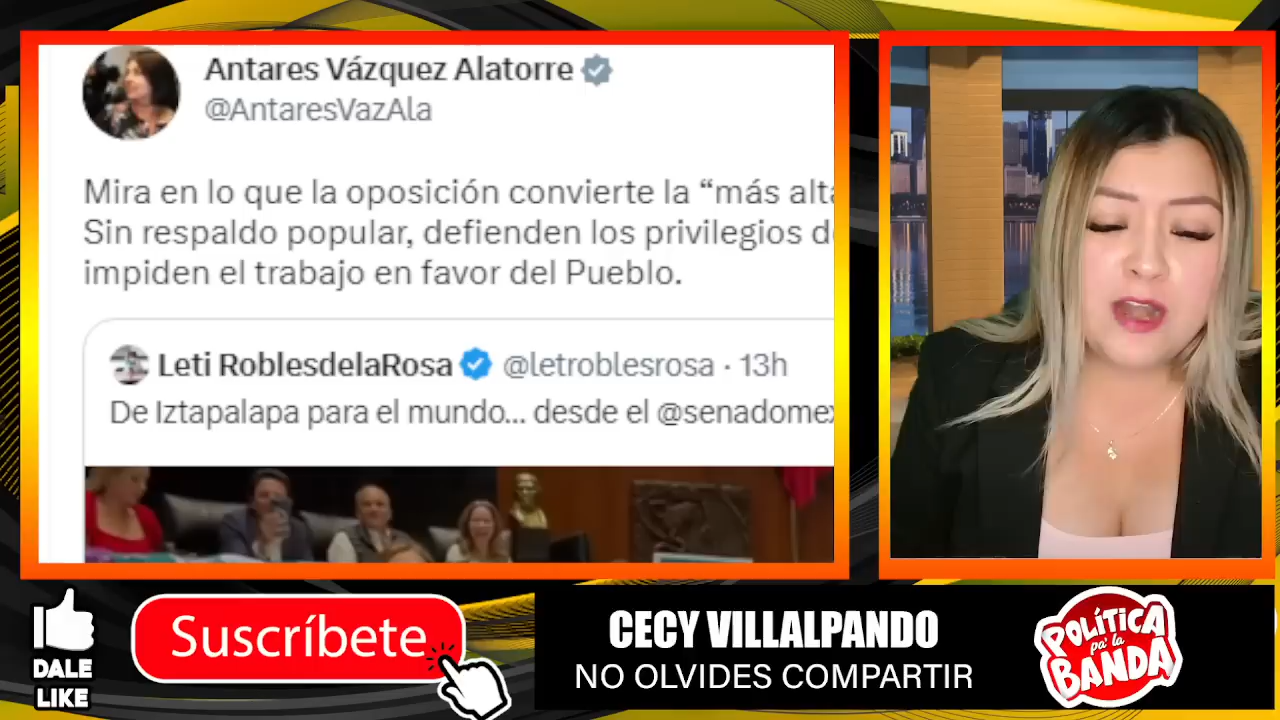 Antares Vázquez Alatorre
@AntaresVazAla
Mira en lo que la oposición convierte la “más alta
Sin respaldo popular, defienden los privilegios de
impiden el trabajo en favor del Pueblo.
Leti RoblesdelaRosa @letroblesrosa · 13h
De Iztapalapa para el mundo... desde el @senadomex
DALE
LIKE
Suscríbete
CECY VILLALPANDO
NO OLVIDES COMPARTIR
POLÍTICA
pa' la
BANDA